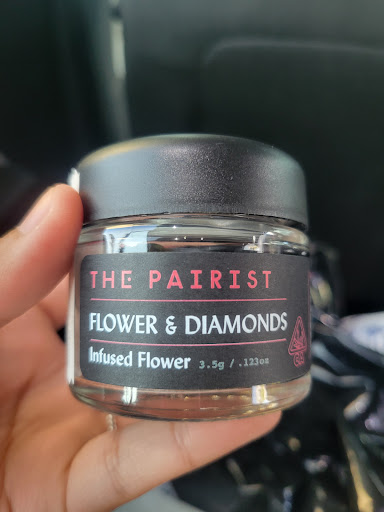 THE PAIRIST
FLOWER & DIAMONDS
Infused Flower 3.5g / .123oz